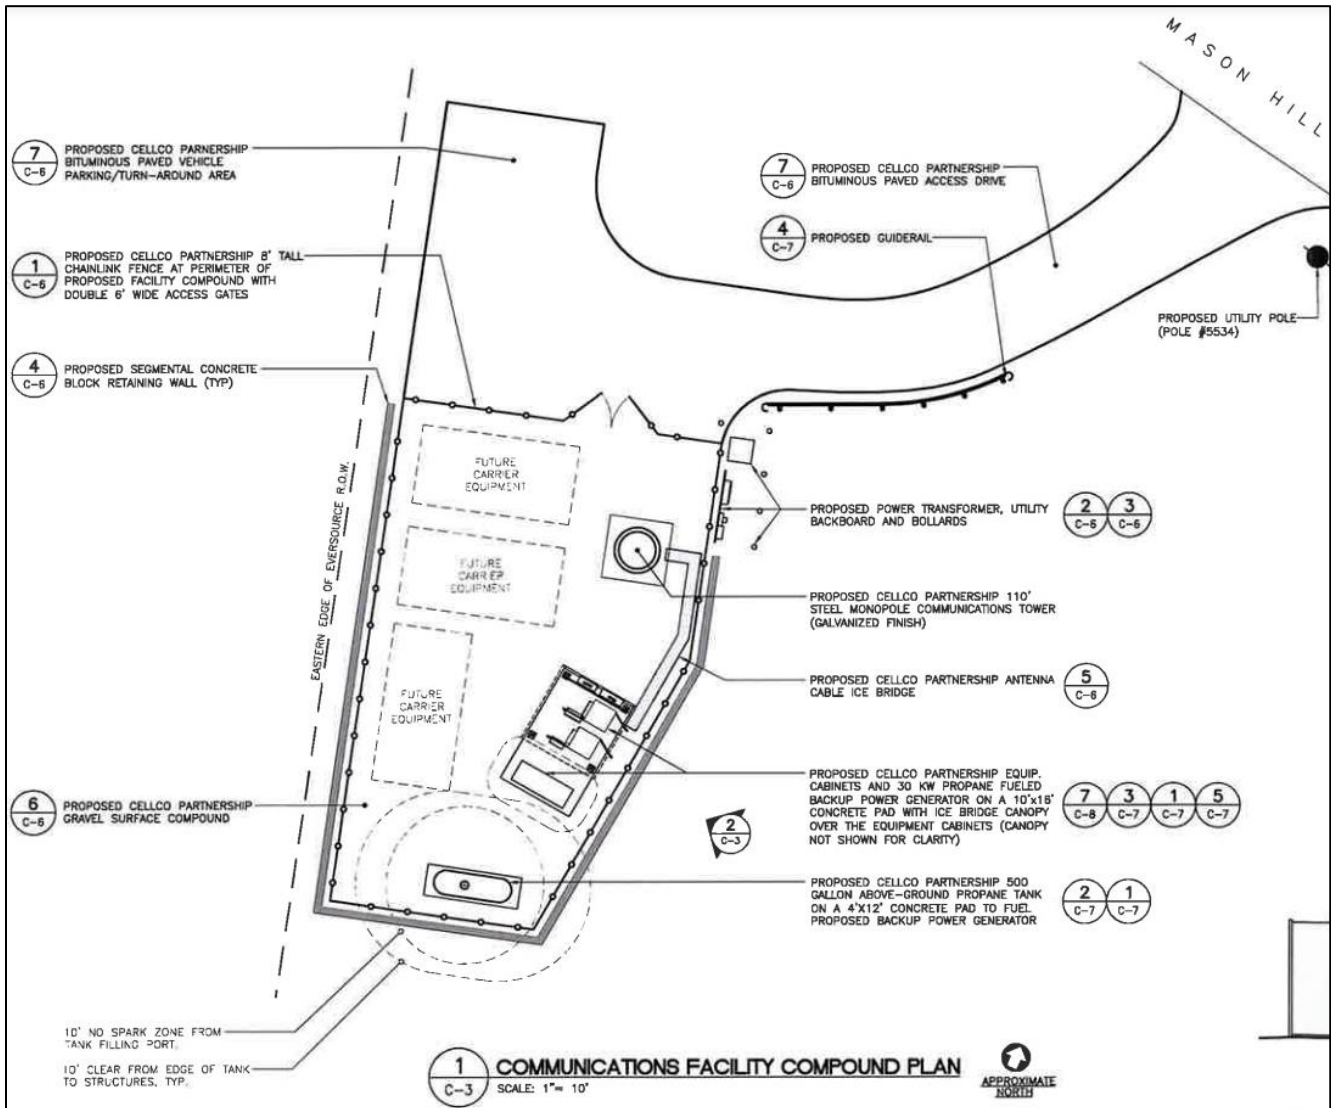 MASON HILL
7
C-6
PROPOSED CELLCO PARNERSHIP
BITUMINOUS PAVED VEHICLE
PARKING/TURN-AROUND AREA
7
C-6
PROPOSED CELLCO PARTNERSHIP
BITUMINOUS PAVED ACCESS DRIVE
4
C-7
PROPOSED GUIDERAIL
1
C-6
PROPOSED CELLCO PARTNERSHIP 8' TALL
CHAINLINK FENCE AT PERIMETER OF
PROPOSED FACILITY COMPOUND WITH
DOUBLE 6' WIDE ACCESS GATES
PROPOSED UTILITY POLE
(POLE #5534)
4
C-6
PROPOSED SEGMENTAL CONCRETE
BLOCK RETAINING WALL (TYP)
EASTERN EDGE OF EVERSOURCE R.O.W.
FUTURE
CARRIER
EQUIPMENT
FUTURE
CARRIER
EQUIPMENT
FUTURE
CARRIER
EQUIPMENT
PROPOSED POWER TRANSFORMER, UTILITY
BACKBOARD AND BOLLARDS
2
C-6
3
C-6
PROPOSED CELLCO PARTNERSHIP 110'
STEEL MONOPOLE COMMUNICATIONS TOWER
(GALVANIZED FINISH)
PROPOSED CELLCO PARTNERSHIP ANTENNA
CABLE ICE BRIDGE
5
C-6
6
C-6
PROPOSED CELLCO PARTNERSHIP
GRAVEL SURFACE COMPOUND
2
C-3
PROPOSED CELLCO PARTNERSHIP EQUIP.
CABINETS AND 30 KW PROPANE FUELED
BACKUP POWER GENERATOR ON A 10'x16'
CONCRETE PAD WITH ICE BRIDGE CANOPY
OVER THE EQUIPMENT CABINETS (CANOPY
NOT SHOWN FOR CLARITY)
7
C-8
3
C-7
1
C-7
5
C-7
PROPOSED CELLCO PARTNERSHIP 500
GALLON ABOVE-GROUND PROPANE TANK
ON A 4'X12' CONCRETE PAD TO FUEL
PROPOSED BACKUP POWER GENERATOR
2
C-7
1
C-7
10' NO SPARK ZONE FROM
TANK FILLING PORT.
10' CLEAR FROM EDGE OF TANK
TO STRUCTURES, TYP.
1
C-3
COMMUNICATIONS FACILITY COMPOUND PLAN
SCALE: 1"= 10'
APPROXIMATE
NORTH